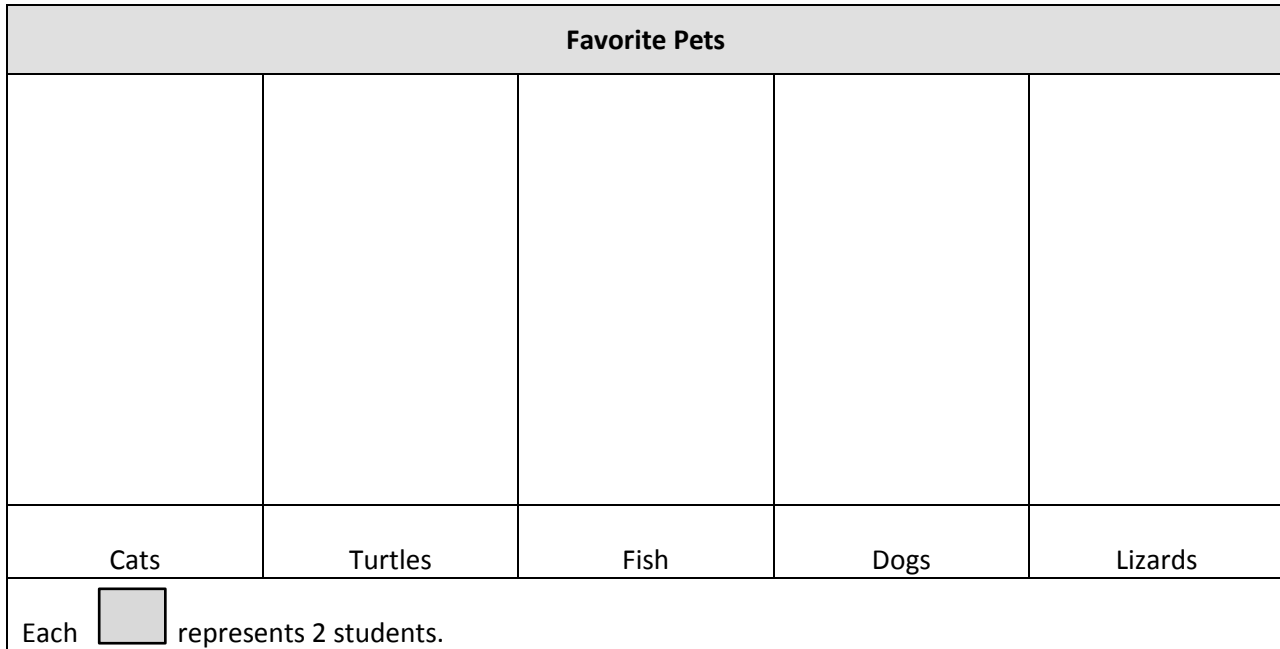 Favorite Pets
Cats Turtles Fish Dogs Lizards
Each represents 2 students.